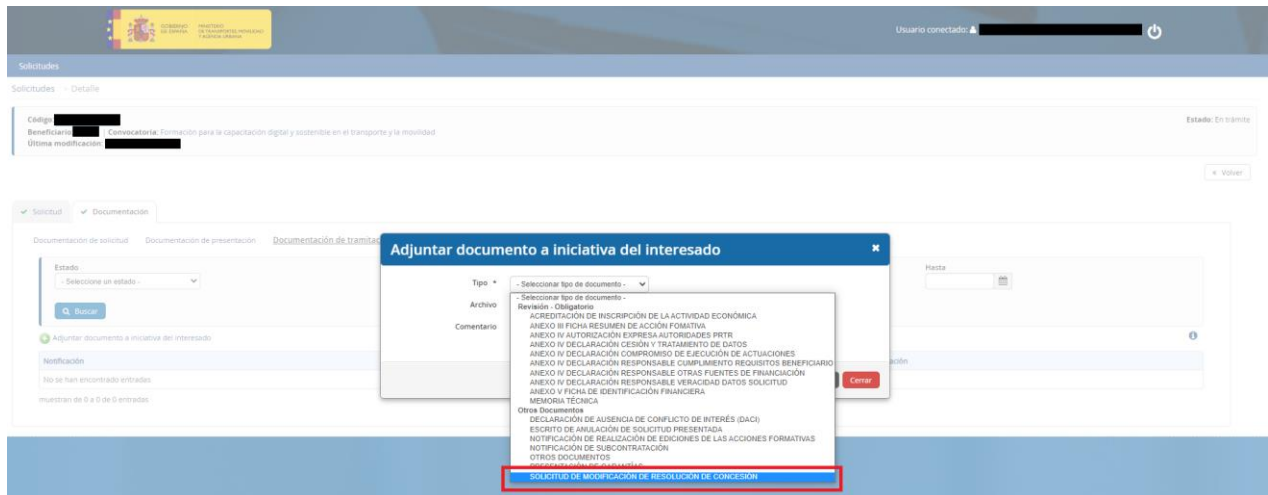 GOBIERNO DE ESPAÑA
MINISTERIO DE TRANSPORTES, MOVILIDAD Y AGENDA URBANA
Usuario conectado:
Solicitudes
Solicitudes Detalle
Código
Estado: En trámite
Beneficiario | Convocatoria: Formación para la capacitación digital y sostenible en el transporte y la movilidad
Última modificación:
« Volver
Solicitud Documentación
Documentación de solicitud Documentación de presentación Documentación de tramitac
Estado
- Seleccione un estado -
Hasta
Buscar
Adjuntar documento a iniciativa del interesado
Notificación
ación
No se han encontrado entradas
muestran de 0 a 0 de 0 entradas
Adjuntar documento a iniciativa del interesado ×
Tipo * - Seleccionar tipo de documento -
Archivo
Comentario
Cerrar
- Seleccionar tipo de documento -
Revisión - Obligatorio
ACREDITACIÓN DE INSCRIPCIÓN DE LA ACTIVIDAD ECONÓMICA
ANEXO III FICHA RESUMEN DE ACCIÓN FOMATIVA
ANEXO IV AUTORIZACIÓN EXPRESA AUTORIDADES PRTR
ANEXO IV DECLARACIÓN CESIÓN Y TRATAMIENTO DE DATOS
ANEXO IV DECLARACIÓN COMPROMISO DE EJECUCIÓN DE ACTUACIONES
ANEXO IV DECLARACIÓN RESPONSABLE CUMPLIMIENTO REQUISITOS BENEFICIARIO
ANEXO IV DECLARACIÓN RESPONSABLE OTRAS FUENTES DE FINANCIACIÓN
ANEXO IV DECLARACIÓN RESPONSABLE VERACIDAD DATOS SOLICITUD
ANEXO V FICHA DE IDENTIFICACIÓN FINANCIERA
MEMORIA TÉCNICA
Otros Documentos
DECLARACIÓN DE AUSENCIA DE CONFLICTO DE INTERÉS (DACI)
ESCRITO DE ANULACIÓN DE SOLICITUD PRESENTADA
NOTIFICACIÓN DE REALIZACIÓN DE EDICIONES DE LAS ACCIONES FORMATIVAS
NOTIFICACIÓN DE SUBCONTRATACIÓN
OTROS DOCUMENTOS
PRESENTACIÓN DE GARANTÍAS
SOLICITUD DE MODIFICACIÓN DE RESOLUCIÓN DE CONCESIÓN